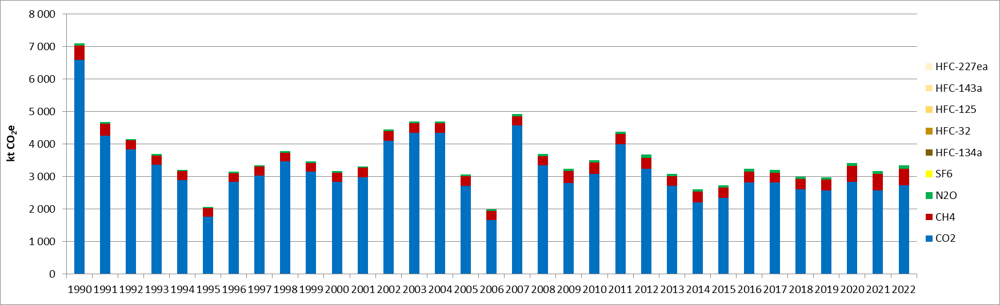 8 000
7 000
6 000
5 000
4 000
3 000
2 000
1 000
0
kt CO₂e
1990 1991 1992 1993 1994 1995 1996 1997 1998 1999 2000 2001 2002 2003 2004 2005 2006 2007 2008 2009 2010 2011 2012 2013 2014 2015 2016 2017 2018 2019 2020 2021 2022
HFC-227ea
HFC-143a
HFC-125
HFC-32
HFC-134a
SF6
N2O
CH4
CO2